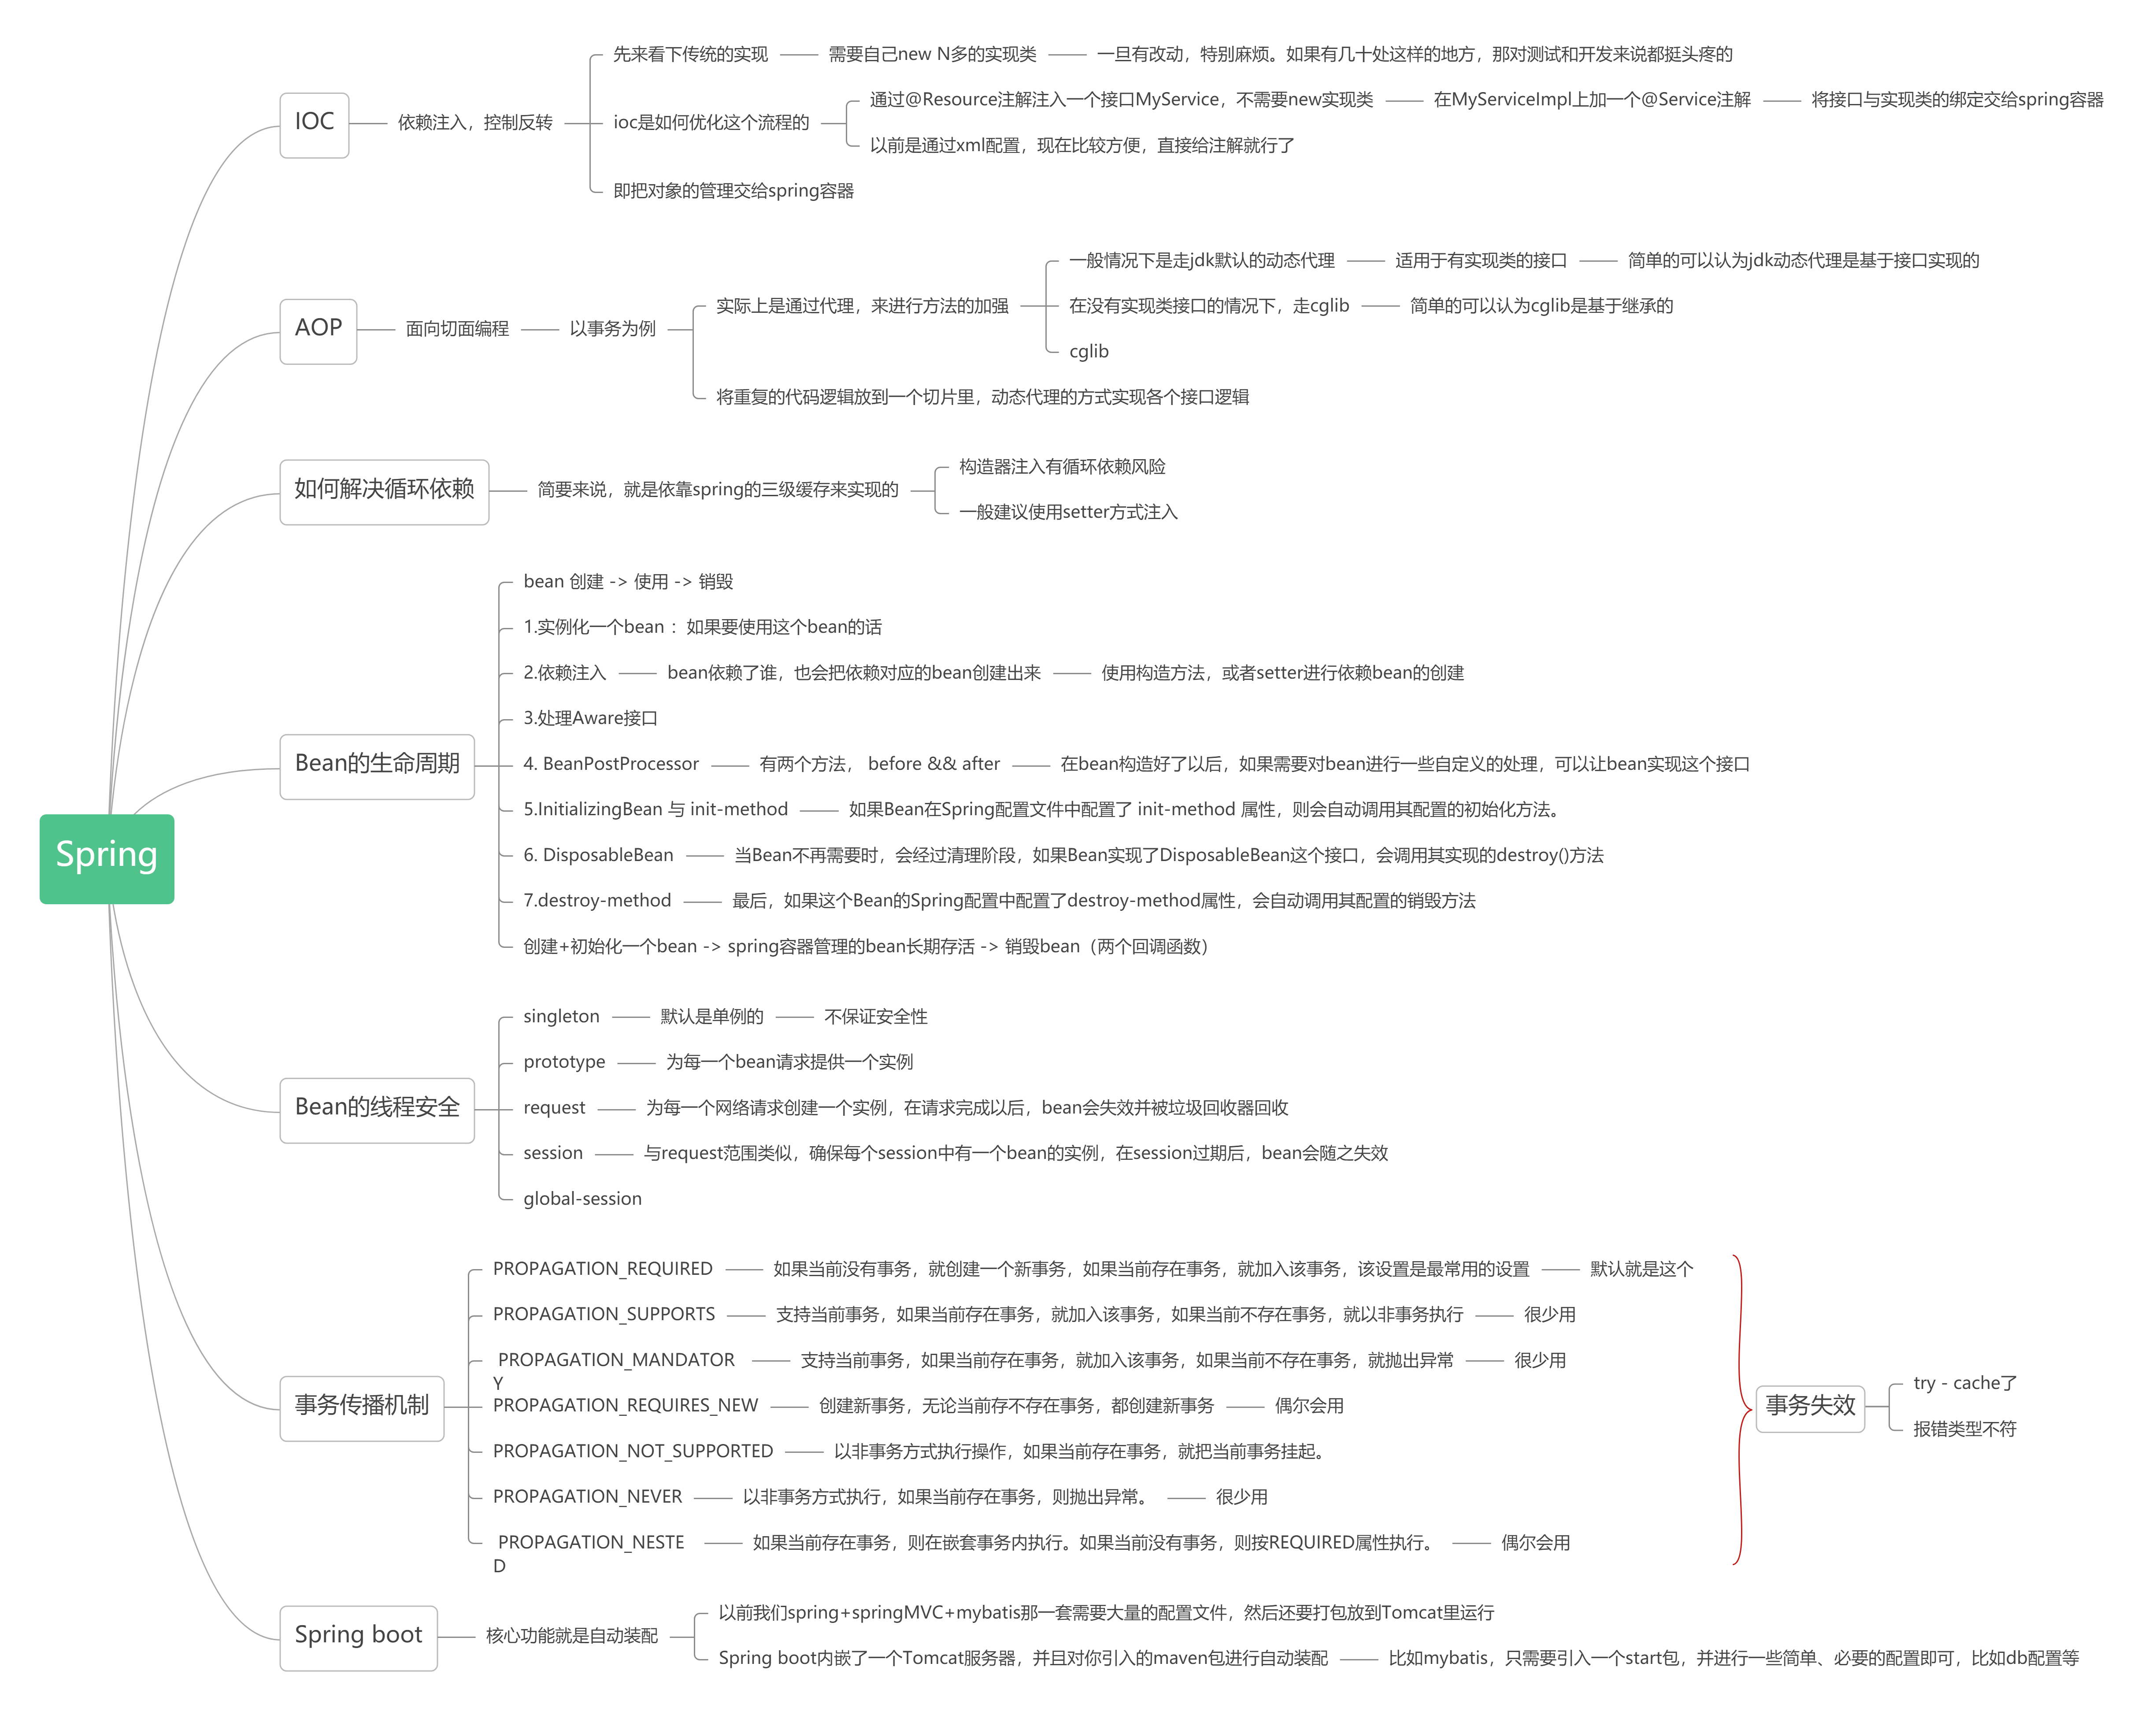 Spring
IOC
依赖注入，控制反转
先来看下传统的实现
需要自己new N多的实现类
一旦有改动，特别麻烦。如果有几十处这样的地方，那对测试和开发来说都挺头疼的
ioc是如何优化这个流程的
通过@Resource注解注入一个接口MyService，不需要new实现类
在MyServiceImpl上加一个@Service注解
将接口与实现类的绑定交给spring容器
以前是通过xml配置，现在比较方便，直接给注解就行了
即把对象的管理交给spring容器
AOP
面向切面编程
以事务为例
实际上是通过代理，来进行方法的加强
一般情况下是走jdk默认的动态代理
适用于有实现类的接口
简单的可以认为jdk动态代理是基于接口实现的
在没有实现类接口的情况下，走cglib
简单的可以认为cglib是基于继承的
cglib
将重复的代码逻辑放到一个切片里，动态代理的方式实现各个接口逻辑
如何解决循环依赖
简要来说，就是依靠spring的三级缓存来实现的
构造器注入有循环依赖风险
一般建议使用setter方式注入
Bean的生命周期
bean 创建 -> 使用 -> 销毁
1.实例化一个bean ：如果要使用这个bean的话
2.依赖注入
bean依赖了谁，也会把依赖对应的bean创建出来
使用构造方法，或者setter进行依赖bean的创建
3.处理Aware接口
4. BeanPostProcessor
有两个方法， before && after
在bean构造好了以后，如果需要对bean进行一些自定义的处理，可以让bean实现这个接口
5.InitializingBean 与 init-method
如果Bean在Spring配置文件中配置了 init-method 属性，则会自动调用其配置的初始化方法。
6. DisposableBean
当Bean不再需要时，会经过清理阶段，如果Bean实现了DisposableBean这个接口，会调用其实现的destroy()方法
7.destroy-method
最后，如果这个Bean的Spring配置中配置了destroy-method属性，会自动调用其配置的销毁方法
创建+初始化一个bean -> spring容器管理的bean长期存活 -> 销毁bean（两个回调函数）
Bean的线程安全
singleton
默认是单例的
不保证安全性
prototype
为每一个bean请求提供一个实例
request
为每一个网络请求创建一个实例，在请求完成以后，bean会失效并被垃圾回收器回收
session
与request范围类似，确保每个session中有一个bean的实例，在session过期后，bean会随之失效
global-session
事务传播机制
PROPAGATION_REQUIRED
如果当前没有事务，就创建一个新事务，如果当前存在事务，就加入该事务，该设置是最常用的设置
默认就是这个
PROPAGATION_SUPPORTS
支持当前事务，如果当前存在事务，就加入该事务，如果当前不存在事务，就以非事务执行
很少用
PROPAGATION_MANDATOR
Y
支持当前事务，如果当前存在事务，就加入该事务，如果当前不存在事务，就抛出异常
很少用
PROPAGATION_REQUIRES_NEW
创建新事务，无论当前存不存在事务，都创建新事务
偶尔会用
PROPAGATION_NOT_SUPPORTED
以非事务方式执行操作，如果当前存在事务，就把当前事务挂起。
PROPAGATION_NEVER
以非事务方式执行，如果当前存在事务，则抛出异常。
很少用
PROPAGATION_NESTE
D
如果当前存在事务，则在嵌套事务内执行。如果当前没有事务，则按REQUIRED属性执行。
偶尔会用
事务失效
try - cache了
报错类型不符
Spring boot
核心功能就是自动装配
以前我们spring+springMVC+mybatis那一套需要大量的配置文件，然后还要打包放到Tomcat里运行
Spring boot内嵌了一个Tomcat服务器，并且对你引入的maven包进行自动装配
比如mybatis，只需要引入一个start包，并进行一些简单、必要的配置即可，比如db配置等